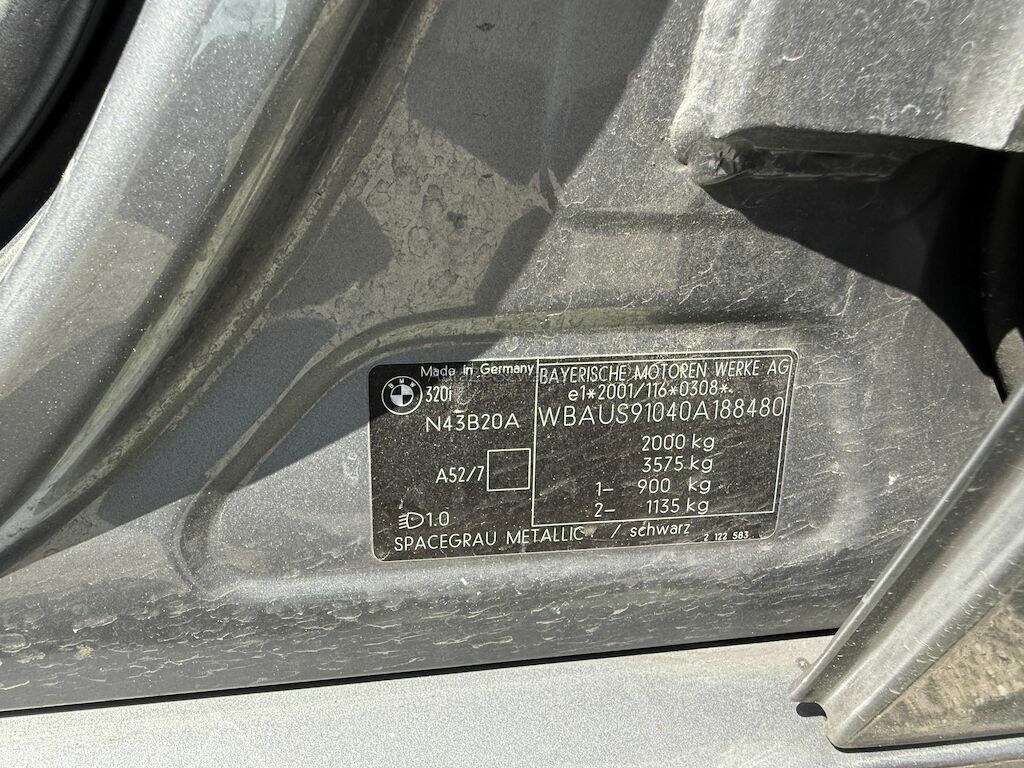 Made in Germany
BMW
320i
N43B20A
A52/7
1.0
BAYERISCHE MOTOREN WERKE AG
e1*2001/116*0308*.
WBAUS91040A188480
2000 kg
3575 kg
1- 900 kg
2- 1135 kg
SPACEGRAU METALLIC / schwarz
2 122 583